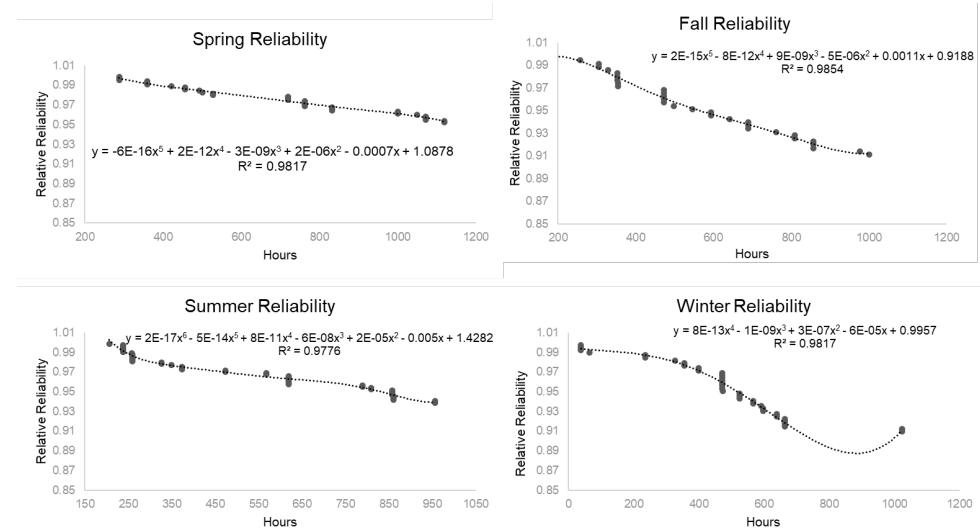 Spring Reliability
Relative Reliability
1.01
0.99
0.97
0.95
0.93
0.91
0.89
0.87
0.85
y = -6E-16x⁵ + 2E-12x⁴ - 3E-09x³ + 2E-06x² - 0.0007x + 1.0878
R² = 0.9817
200 400 600 800 1000 1200
Hours
Fall Reliability
Relative Reliability
1.01
0.99
0.97
0.95
0.93
0.91
0.89
0.87
0.85
y = 2E-15x⁵ - 8E-12x⁴ + 9E-09x³ - 5E-06x² + 0.0011x + 0.9188
R² = 0.9854
200 400 600 800 1000 1200
Hours
Summer Reliability
Relative Reliability
1.01
0.99
0.97
0.95
0.93
0.91
0.89
0.87
0.85
y = 2E-17x⁶ - 5E-14x⁵ + 8E-11x⁴ - 6E-08x³ + 2E-05x² - 0.005x + 1.4282
R² = 0.9776
150 250 350 450 550 650 750 850 950 1050
Hours
Winter Reliability
Relative Reliability
1.01
0.99
0.97
0.95
0.93
0.91
0.89
0.87
0.85
y = 8E-13x⁴ - 1E-09x³ + 3E-07x² - 6E-05x + 0.9957
R² = 0.9817
0 200 400 600 800 1000 1200
Hours